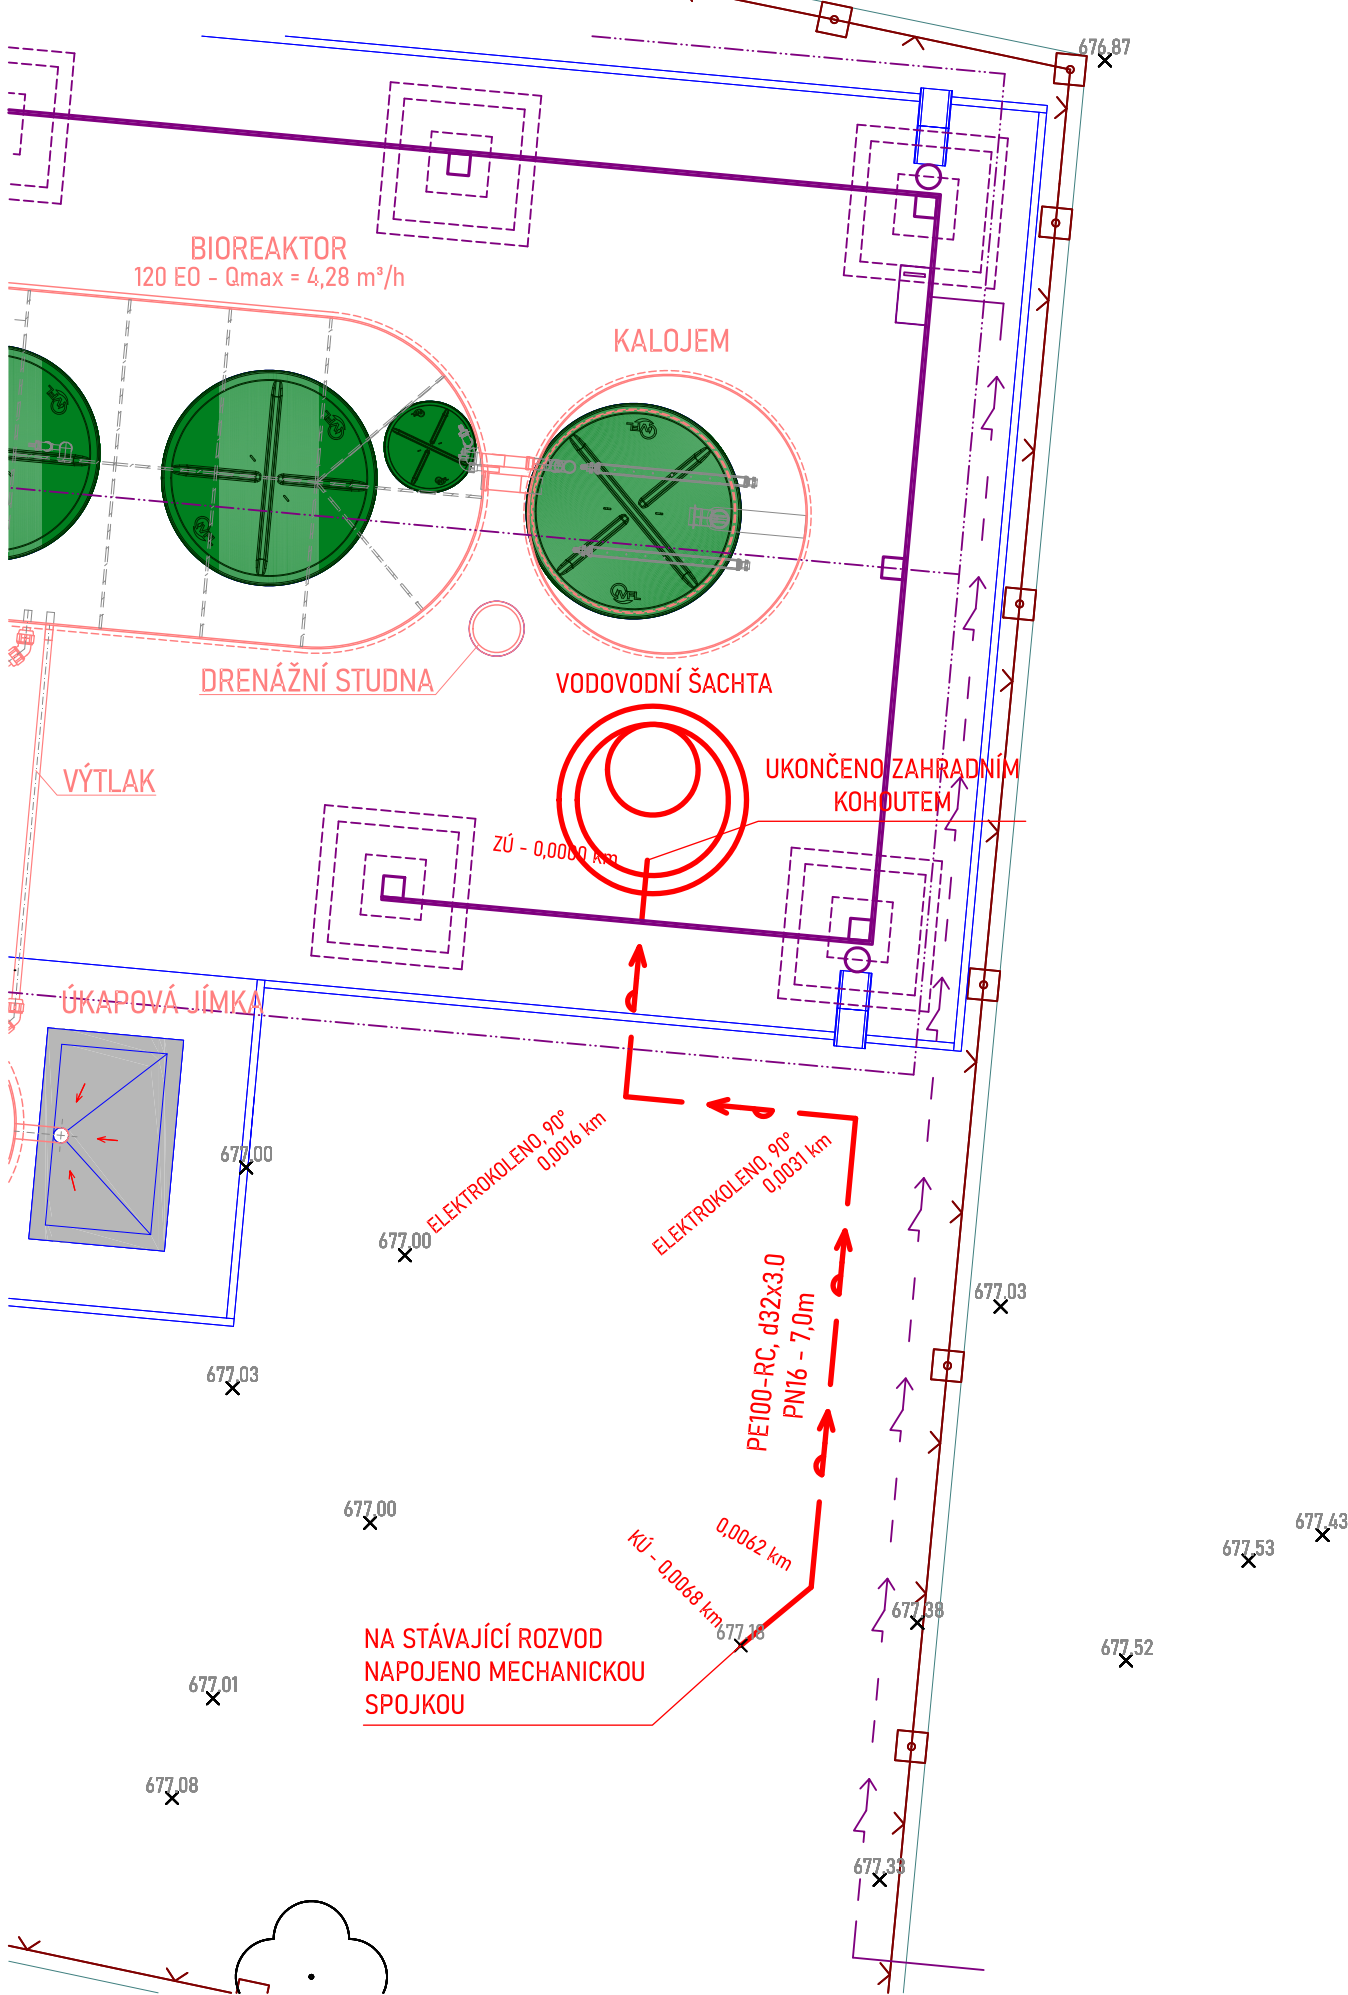 676,87
BIOREAKTOR
120 EO - Qmax = 4,28 m³/h
KALOJEM
DRENÁŽNÍ STUDNA
VODOVODNÍ ŠACHTA
VÝTLAK
UKONČENO ZAHRADNÍM
KOHOUTEM
ZÚ - 0,0000 km
ÚKAPOVÁ JÍMKA
ELEKTROKOLENO, 90°
0,0016 km
ELEKTROKOLENO, 90°
0,0031 km
677,00
677,00
677,03
PE100-RC, d32x3.0
PN16 - 7,0m
677,03
677,00
677,43
677,53
0,0062 km
KÚ - 0,0068 km
677,18
677,38
677,52
NA STÁVAJÍCÍ ROZVOD
NAPOJENO MECHANICKOU
SPOJKOU
677,01
677,08
677,33